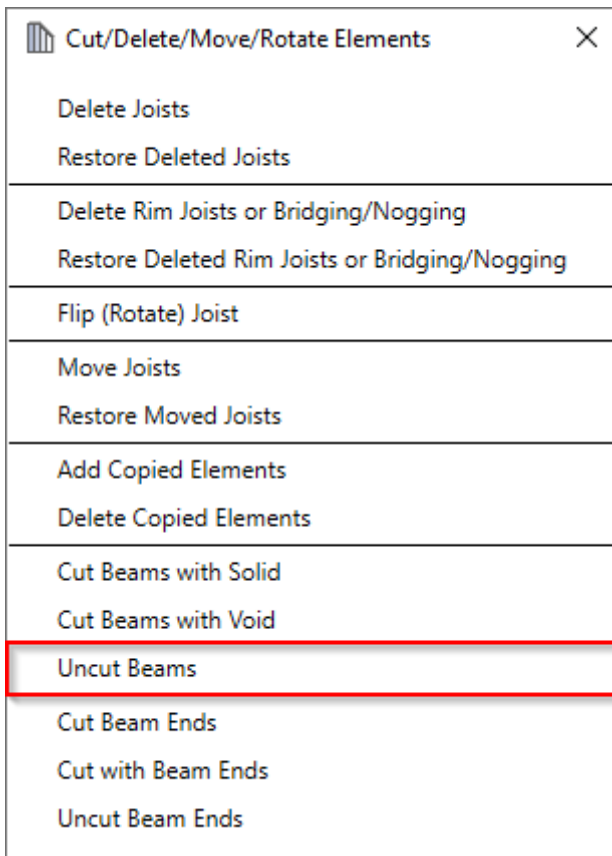 Cut/Delete/Move/Rotate Elements
Delete Joists
Restore Deleted Joists
Delete Rim Joists or Bridging/Nogging
Restore Deleted Rim Joists or Bridging/Nogging
Flip (Rotate) Joist
Move Joists
Restore Moved Joists
Add Copied Elements
Delete Copied Elements
Cut Beams with Solid
Cut Beams with Void
Uncut Beams
Cut Beam Ends
Cut with Beam Ends
Uncut Beam Ends